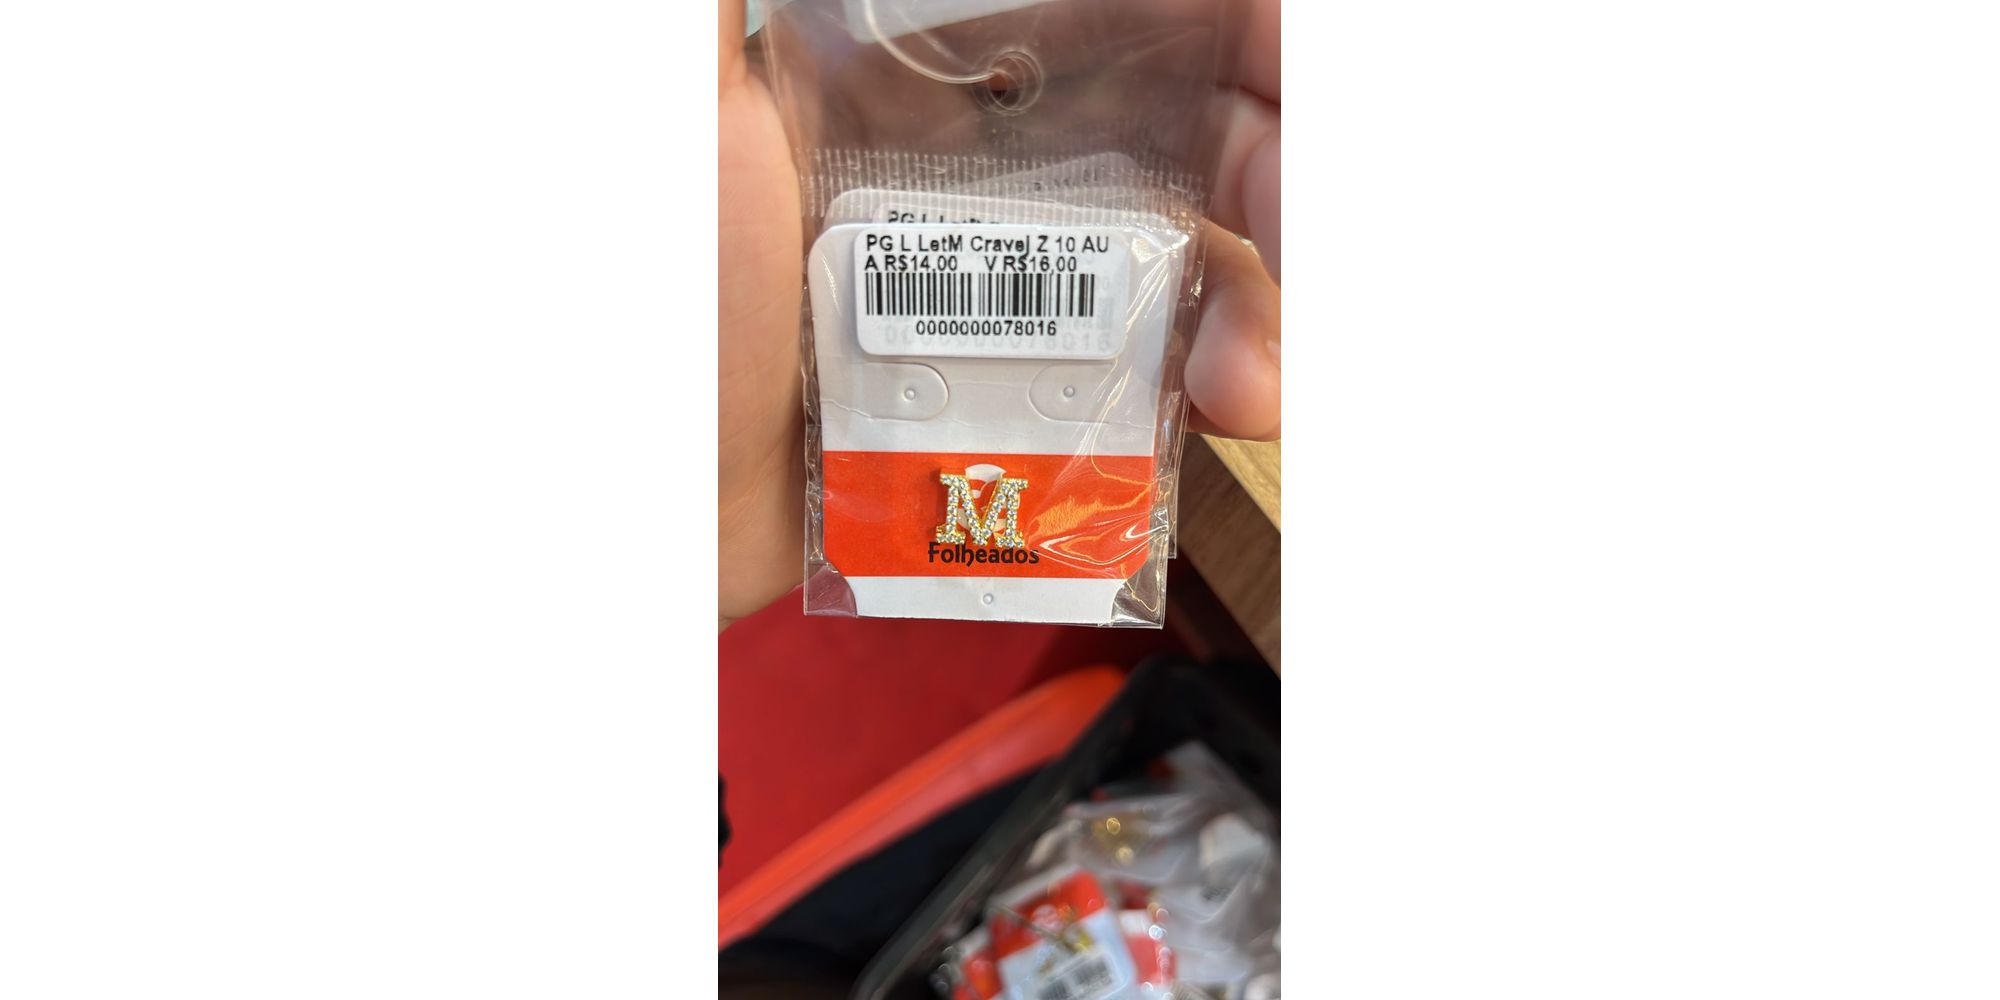 PG L LetM Cravej Z 10 AU
A R$14,00 V R$16,00
0000000078016
M
Folheados